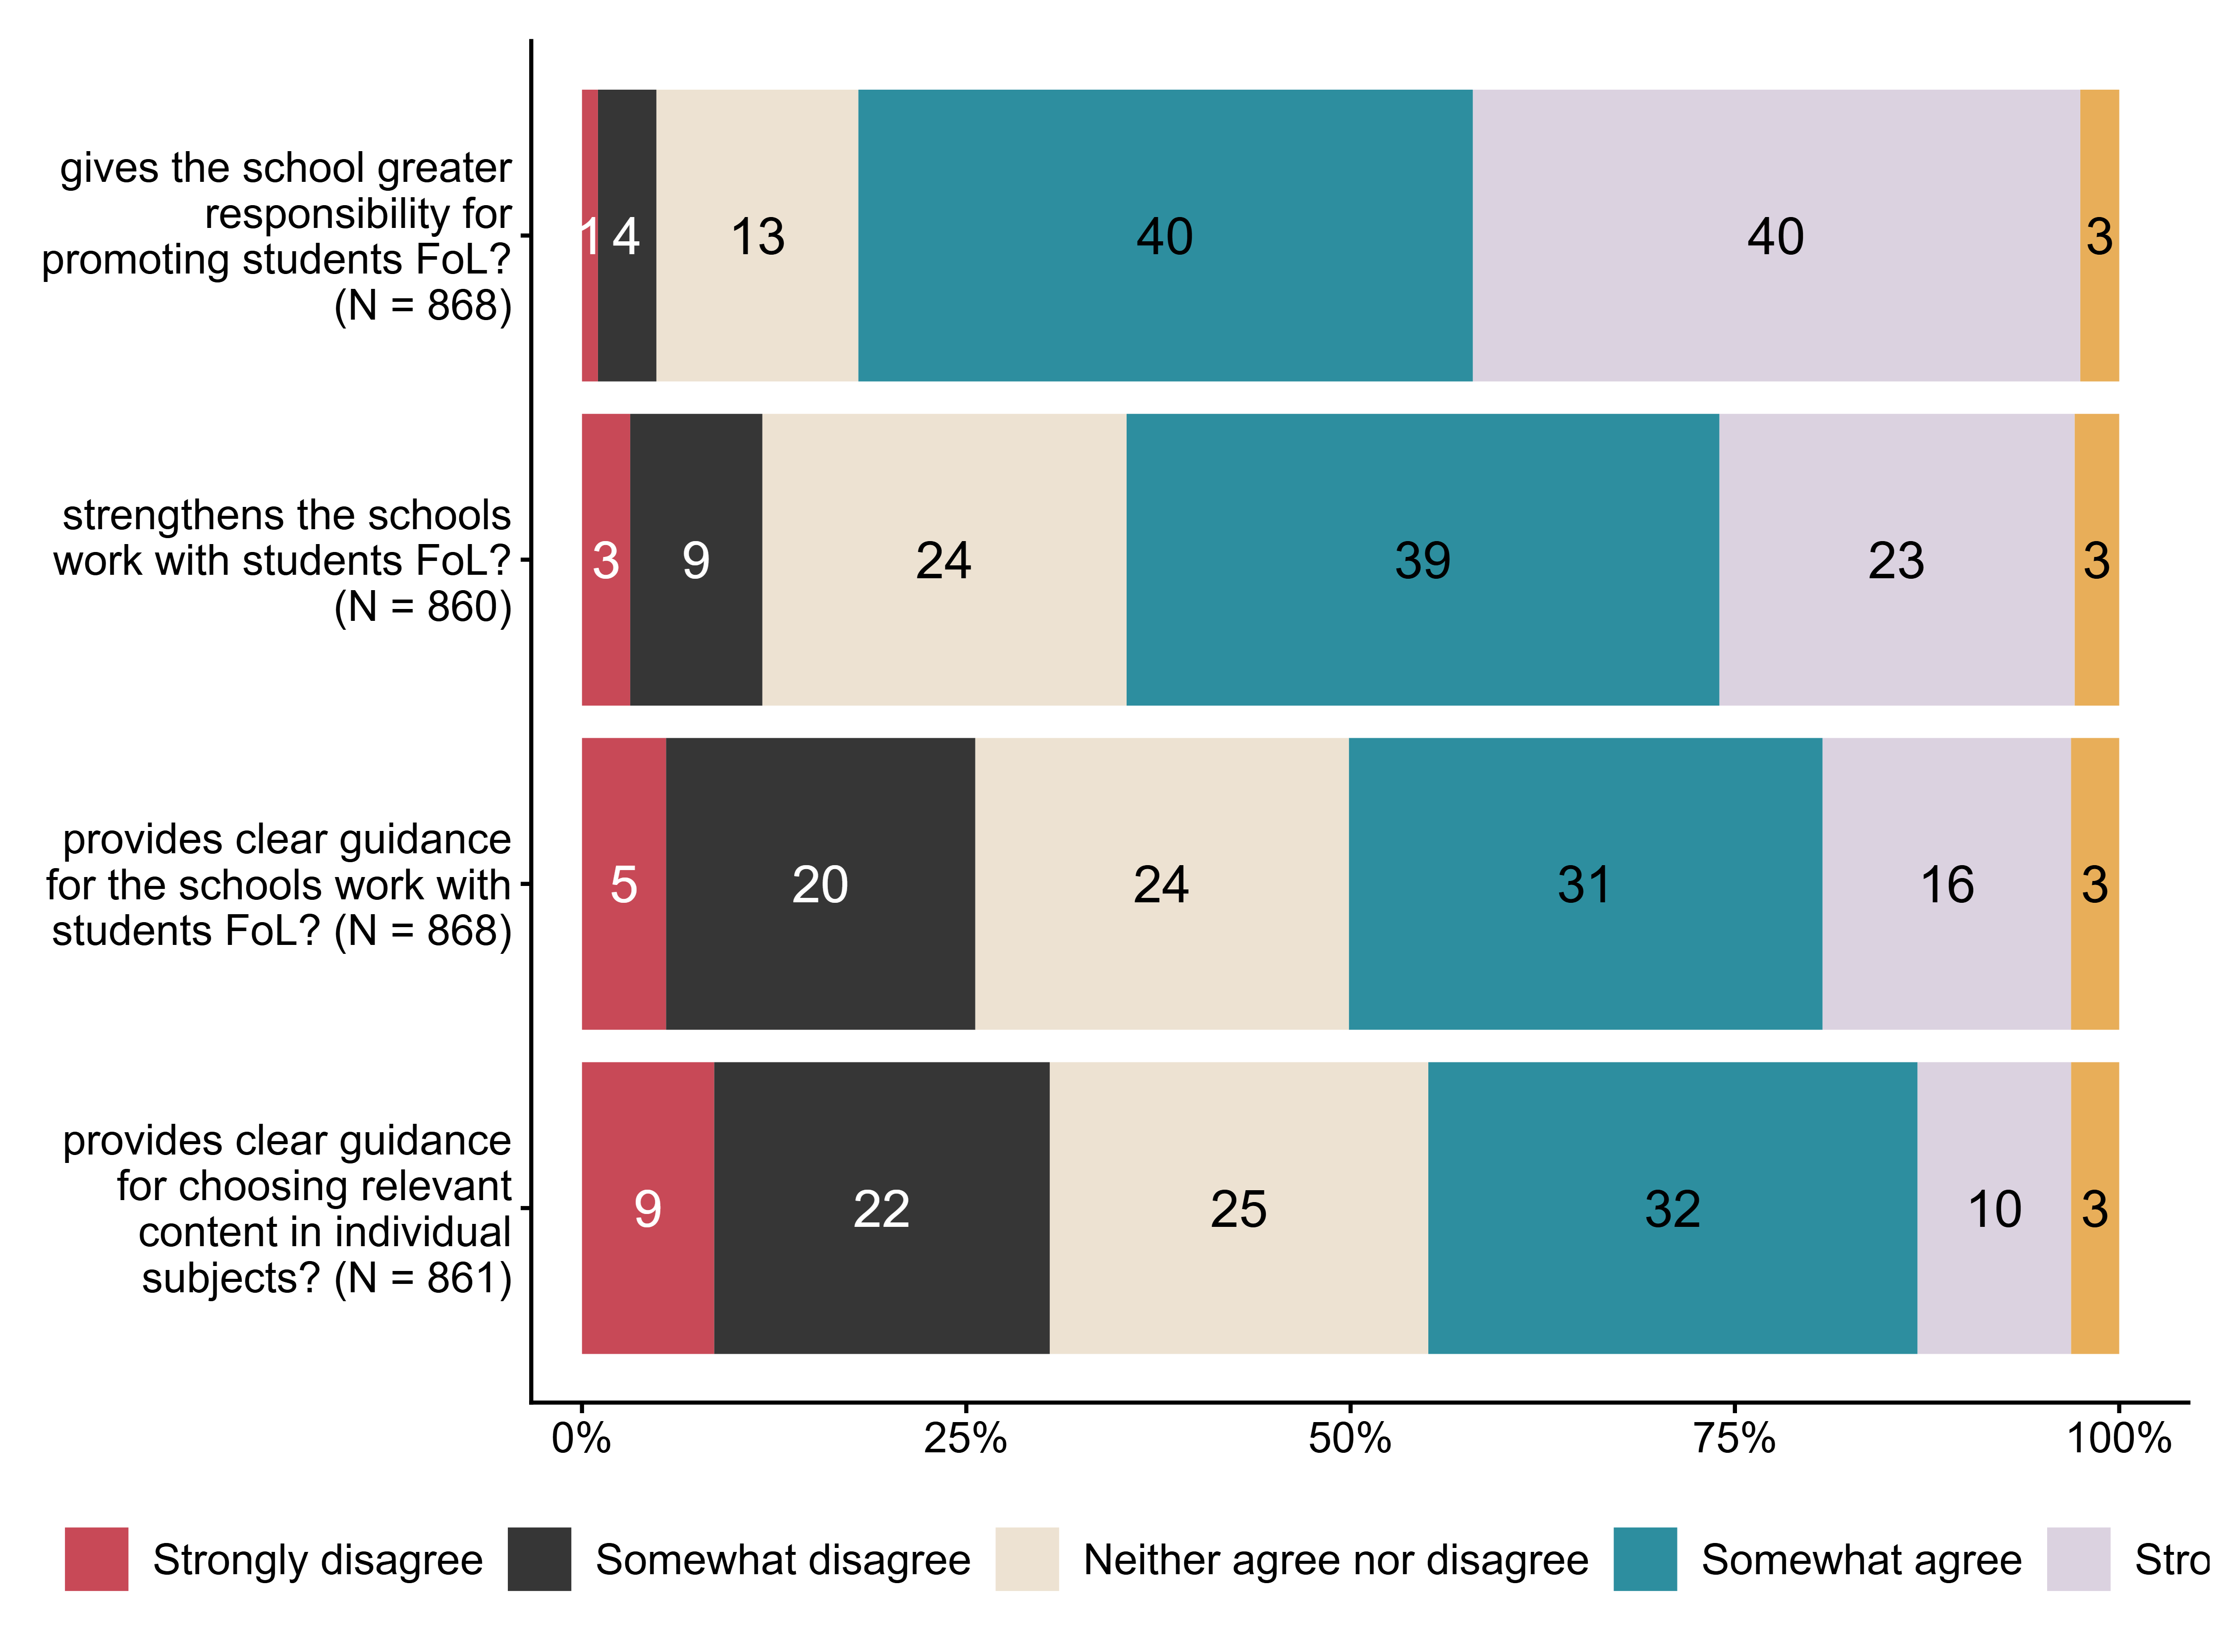 gives the school greater
responsibility for
promoting students FoL?
(N = 868)
1 4 13 40 40 3
strengthens the schools
work with students FoL?
(N = 860)
3 9 24 39 23 3
provides clear guidance
for the schools work with
students FoL? (N = 868)
5 20 24 31 16 3
provides clear guidance
for choosing relevant
content in individual
subjects? (N = 861)
9 22 25 32 10 3
0% 25% 50% 75% 100%
Strongly disagree Somewhat disagree Neither agree nor disagree Somewhat agree Stro